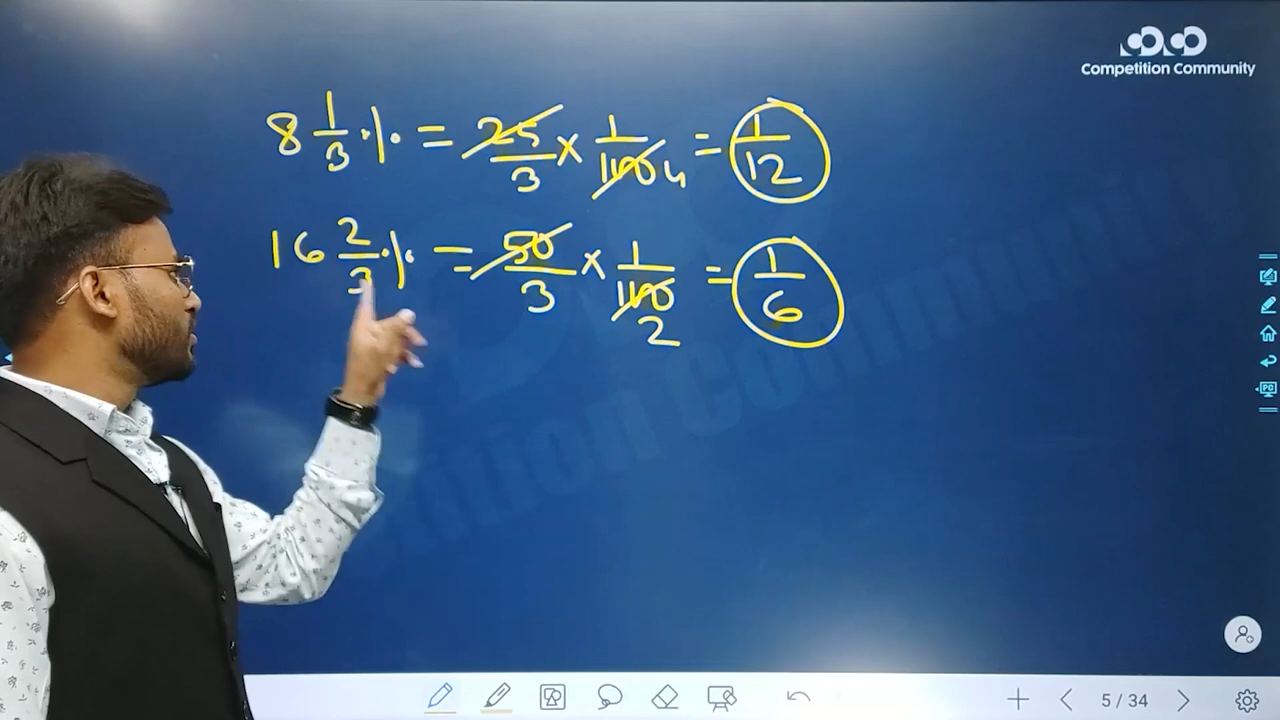 Competition Community
8 1/3 % = 25/3 × 1/100 4 = 1/12
16 2/3 % = 50/3 × 1/100 2 = 1/6
5 / 34